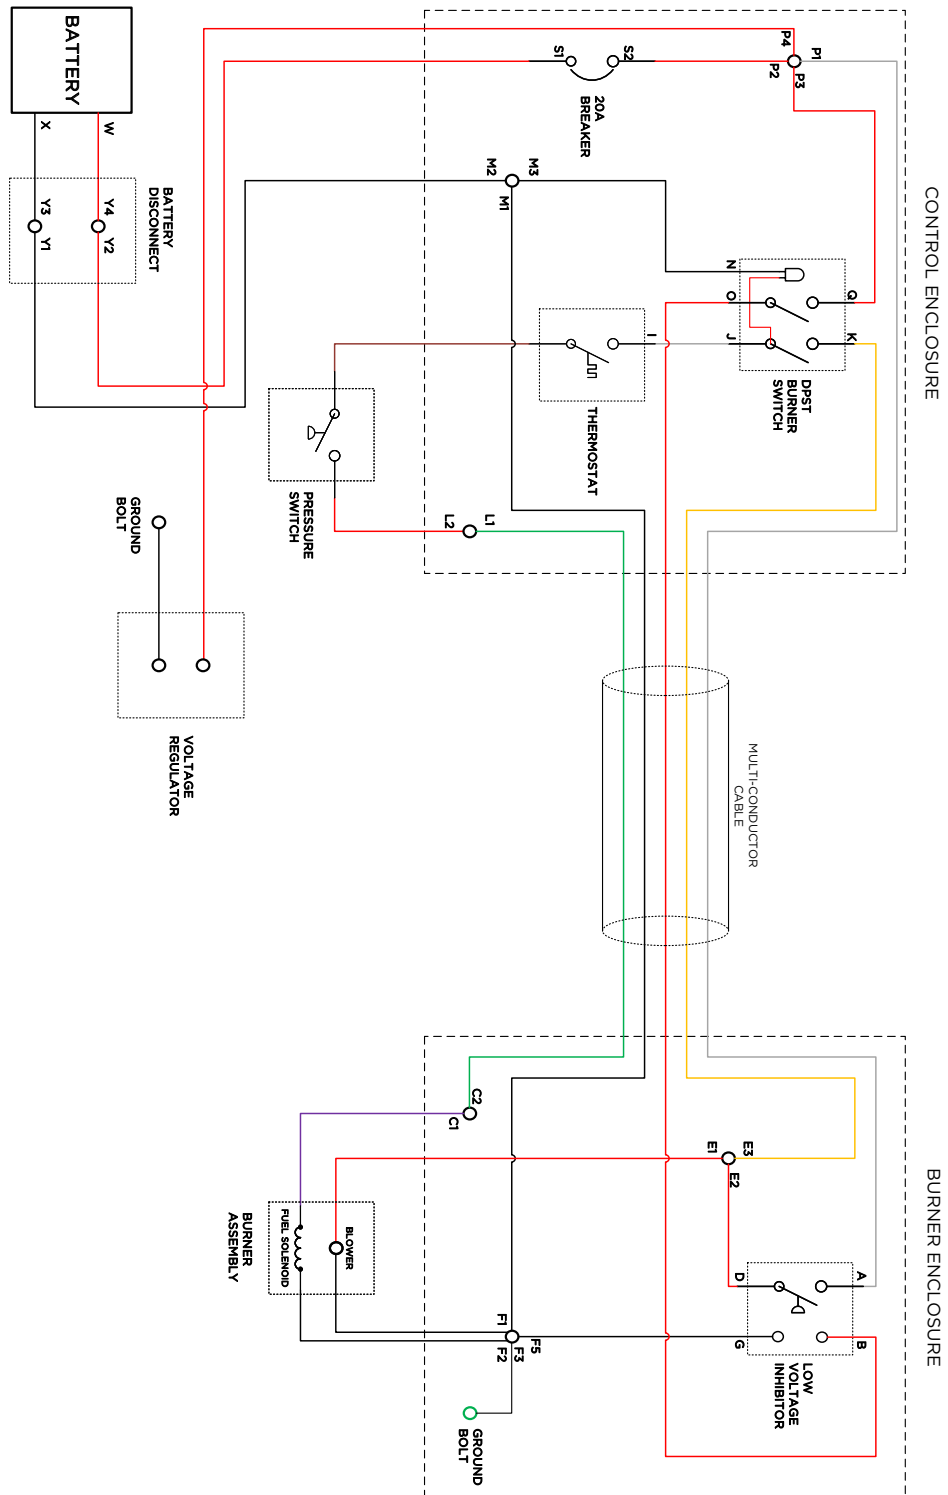 CONTROL ENCLOSURE
BURNER ENCLOSURE
BATTERY
X
W
Y3
Y4
Y1
Y2
BATTERY
DISCONNECT
S1
S2
20A
BREAKER
P4
P1
P2
P3
M2
M3
M1
N
O
Q
J
K
DPST
BURNER
SWITCH
I
THERMOSTAT
PRESSURE
SWITCH
L1
L2
GROUND
BOLT
VOLTAGE
REGULATOR
MULTI-CONDUCTOR
CABLE
C2
C1
E3
E1
E2
BLOWER
FUEL SOLENOID
BURNER
ASSEMBLY
A
D
B
G
LOW
VOLTAGE
INHIBITOR
F1
F5
F2
F3
GROUND
BOLT